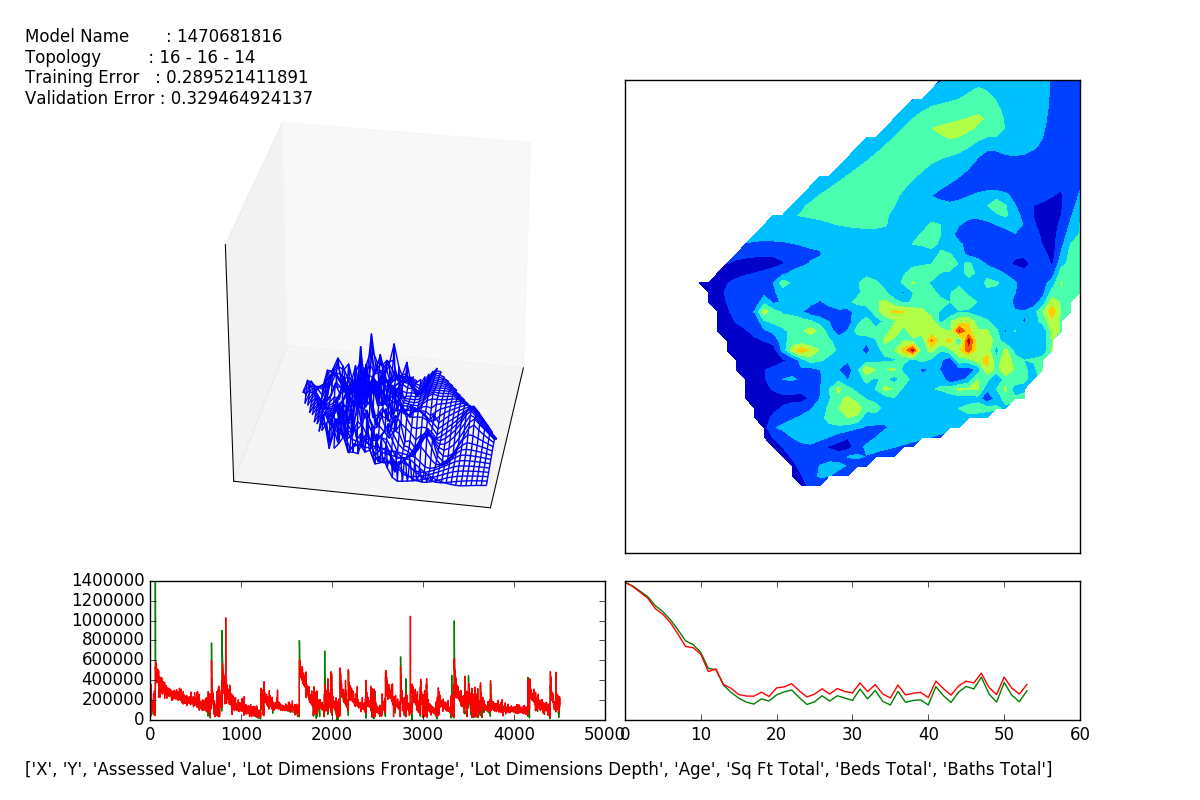 Model Name : 1470681816
Topology : 16 - 16 - 14
Training Error : 0.289521411891
Validation Error : 0.329464924137
1400000
1200000
1000000
800000
600000
400000
200000
0
0 1000 2000 3000 4000 5000
0 10 20 30 40 50 60
['X', 'Y', 'Assessed Value', 'Lot Dimensions Frontage', 'Lot Dimensions Depth', 'Age', 'Sq Ft Total', 'Beds Total', 'Baths Total']